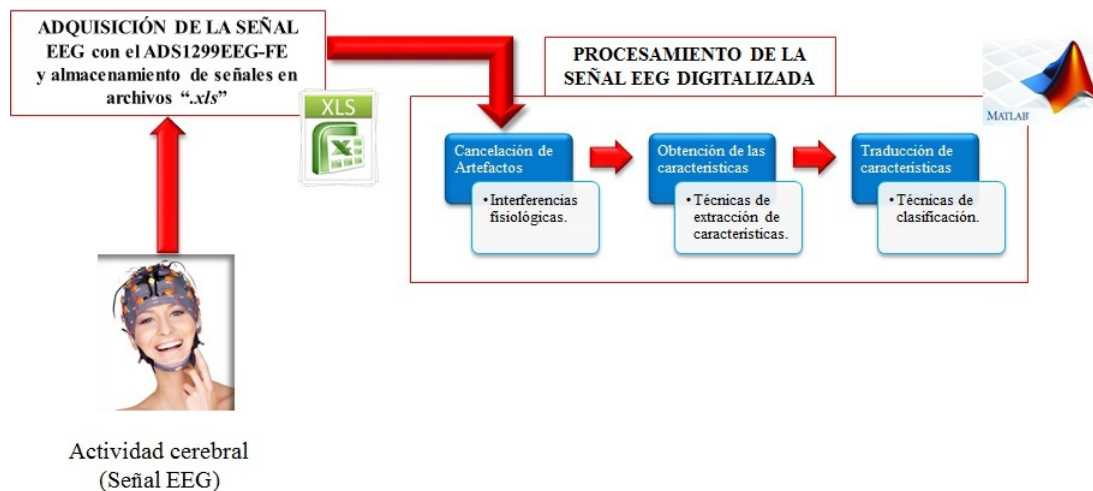 ADQUISICIÓN DE LA SEÑAL
EEG con el ADS1299EEG-FE
y almacenamiento de señales en
archivos “.xls”
XLS
PROCESAMIENTO DE LA
SEÑAL EEG DIGITALIZADA
MATLAB
Cancelación de
Artefactos
• Interferencias
fisiológicas.
Obtención de las
características
• Técnicas de
extracción de
características.
Traducción de
características
• Técnicas de
clasificación.
Actividad cerebral
(Señal EEG)